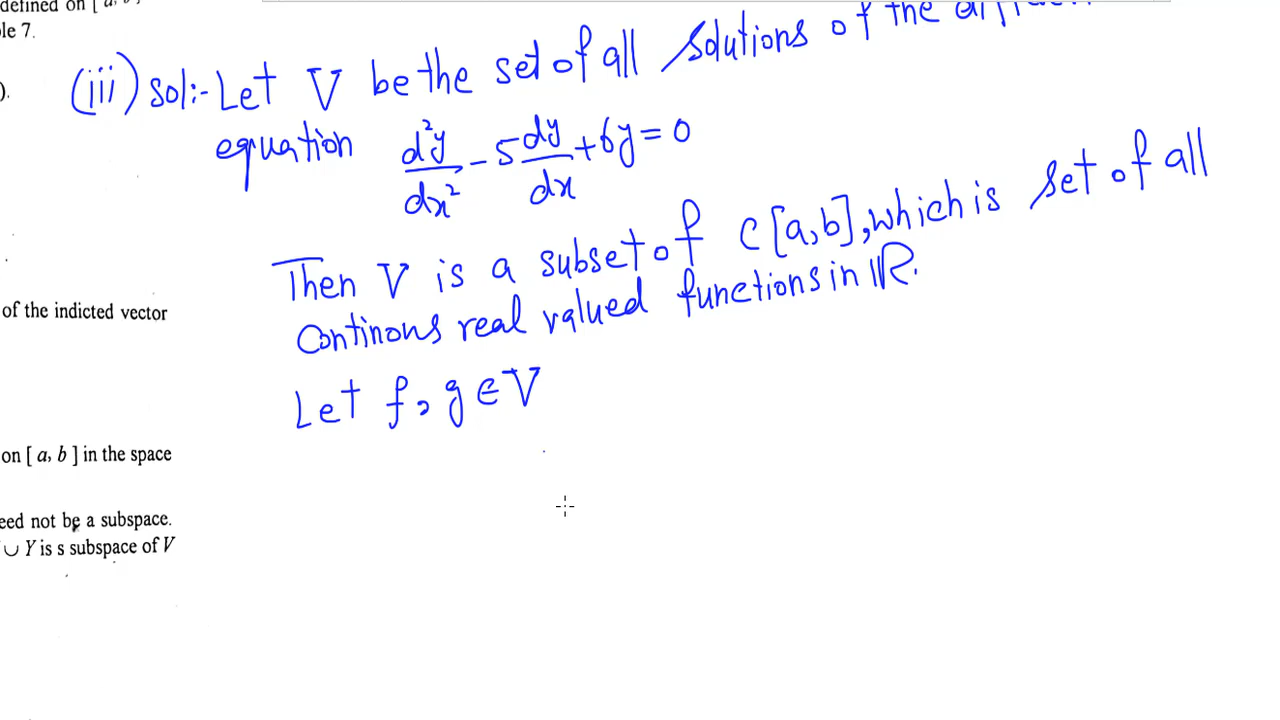 defined on [ a,
le 7.
(iii) Sol:- Let V be the set of all solutions of the
).
equation d²y/dx² - 5 dy/dx + 6y = 0
Then V is a subset of C[a,b], which is set of all
Continous real valued functions in ℝ.
of the indicted vector
Let f, g ∈ V
on [ a, b ] in the space
eed not be a subspace.
∪ Y is s subspace of V